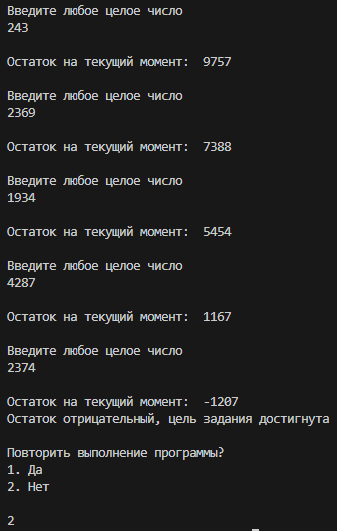 Введите любое целое число
243
Остаток на текущий момент:  9757
Введите любое целое число
2369
Остаток на текущий момент:  7388
Введите любое целое число
1934
Остаток на текущий момент:  5454
Введите любое целое число
4287
Остаток на текущий момент:  1167
Введите любое целое число
2374
Остаток на текущий момент:  -1207
Остаток отрицательный, цель задания достигнута
Повторить выполнение программы?
1. Да
2. Нет
2